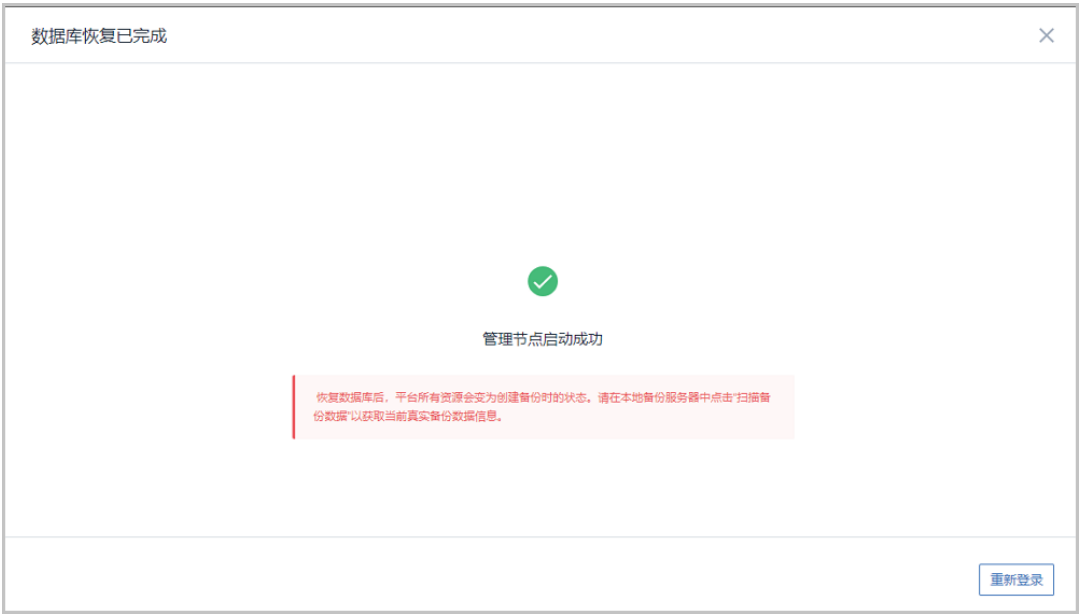 数据库恢复已完成
管理节点启动成功
恢复数据库后，平台所有资源会变为创建备份时的状态。请在本地备份服务器中点击"扫描备
份数据"以获取当前真实备份数据信息。
重新登录